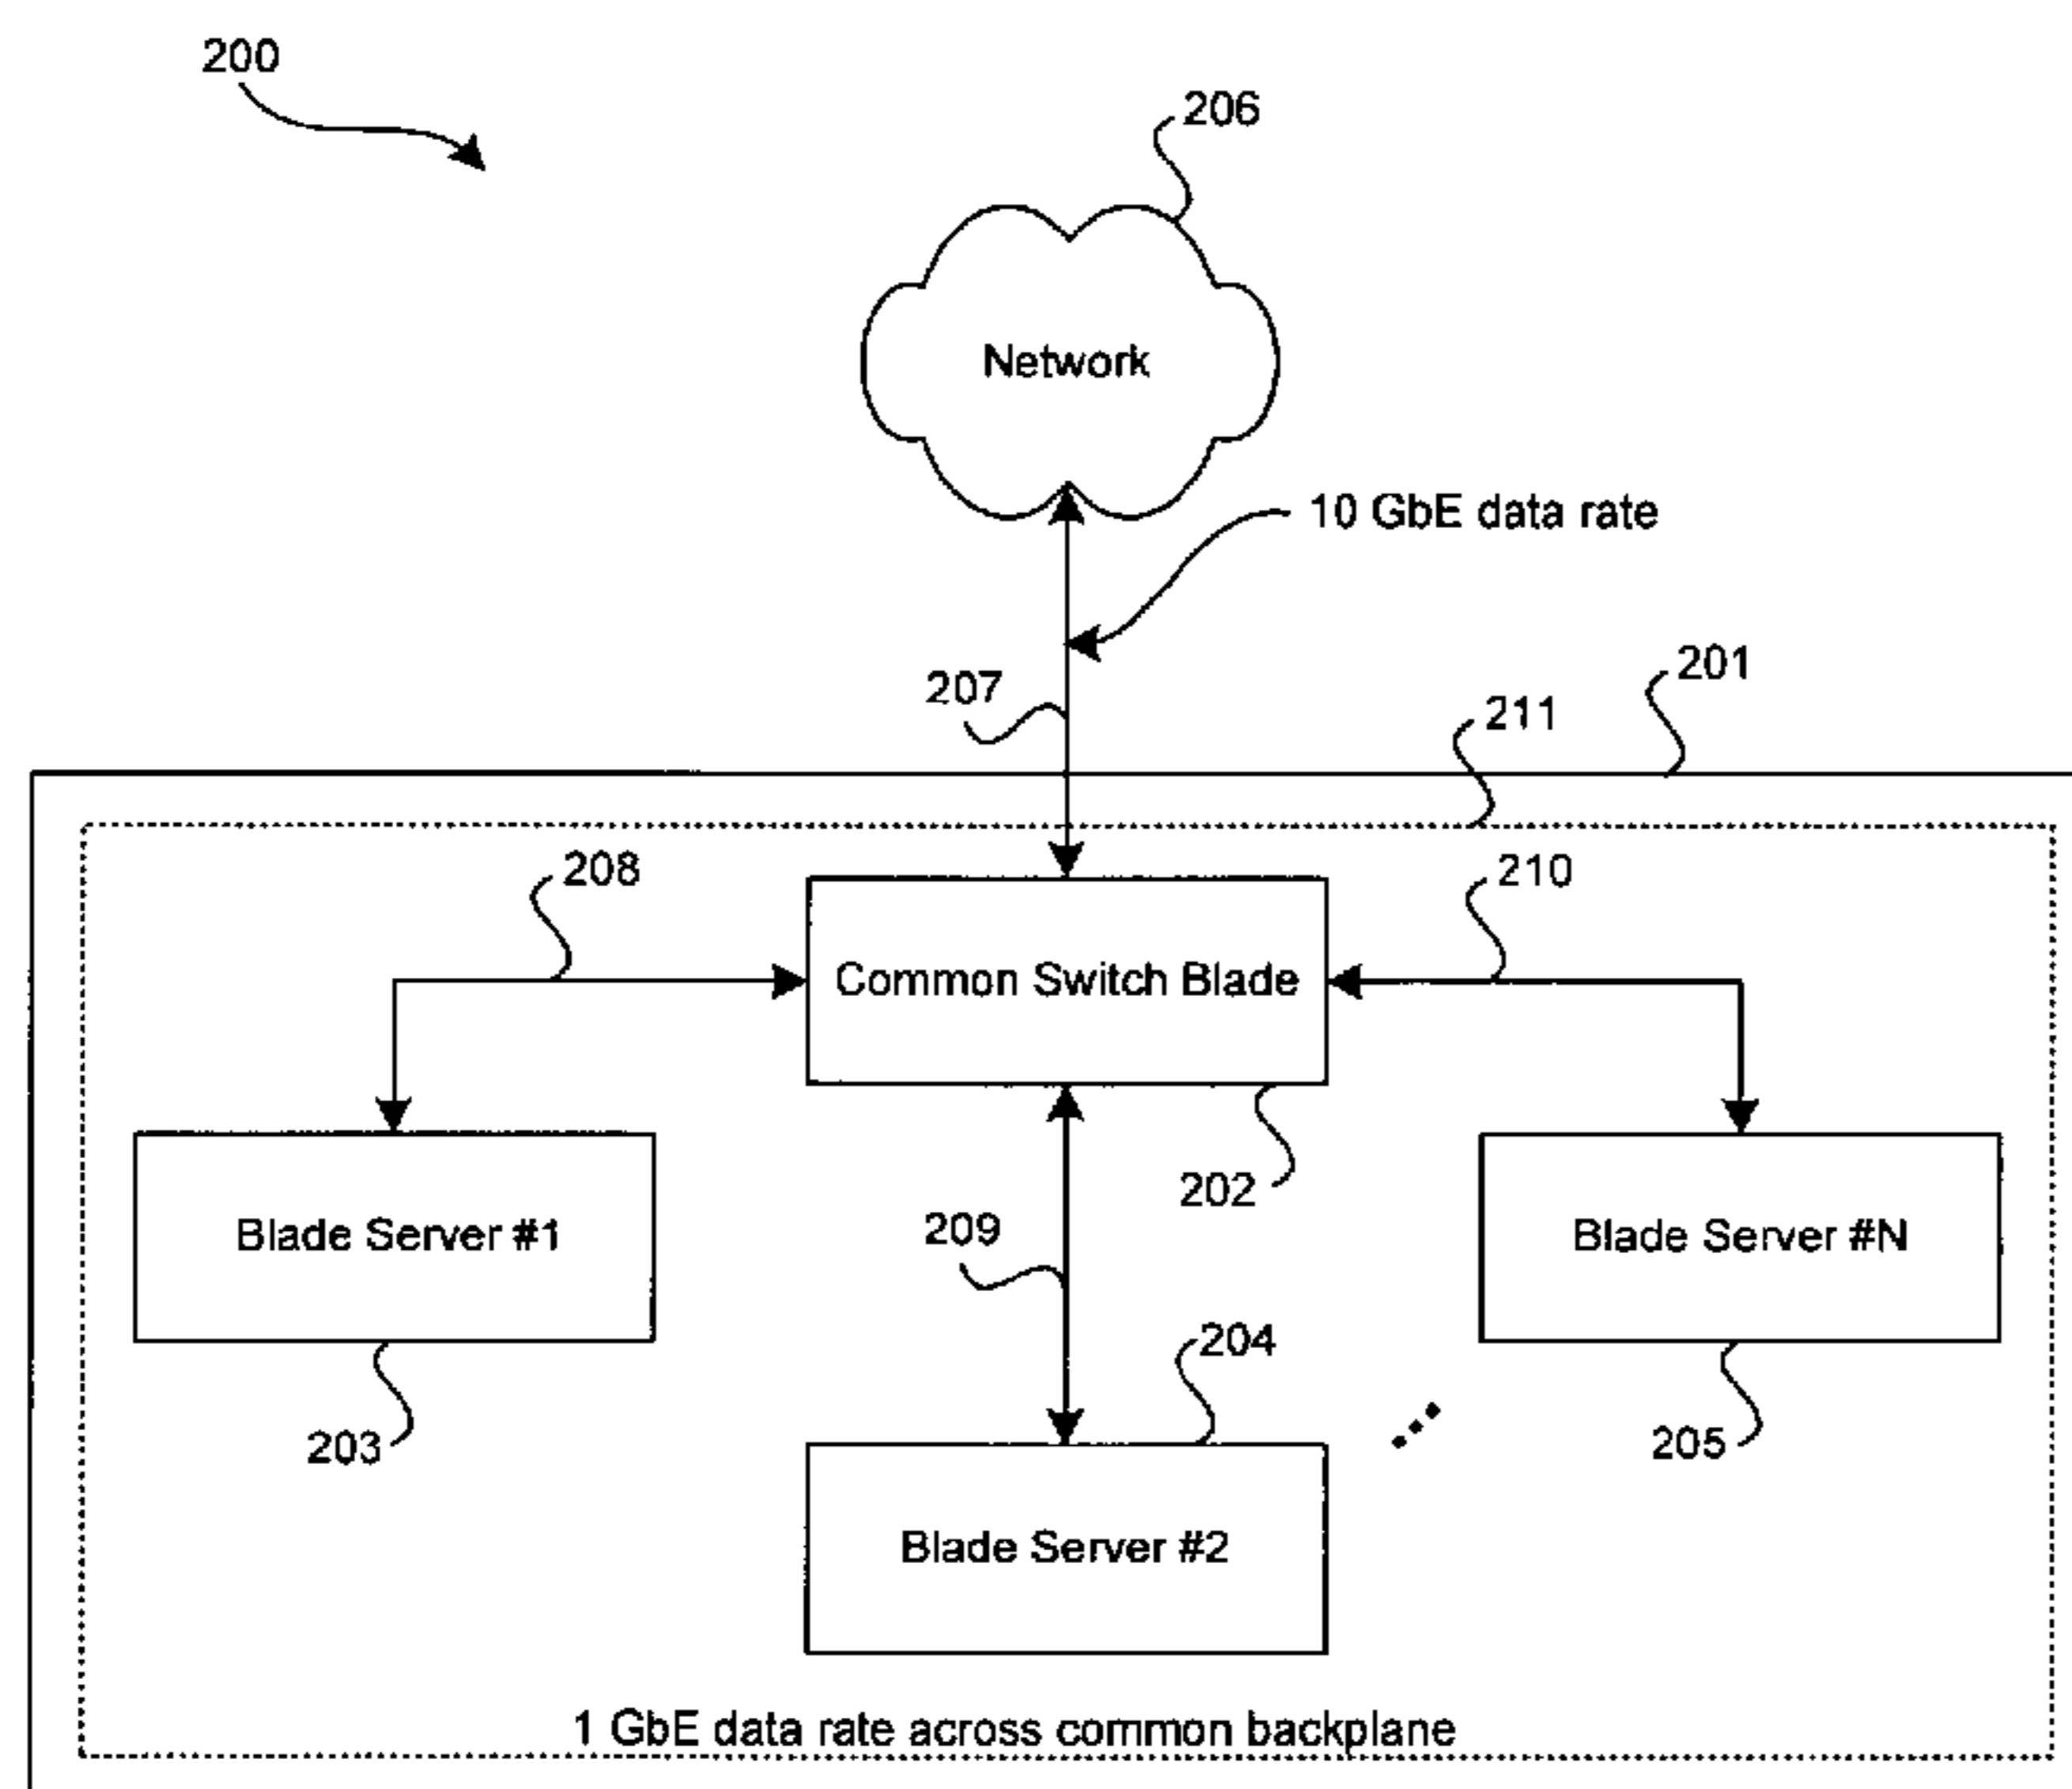 200
206
Network
10 GbE data rate
201
207
211
208
210
Common Switch Blade
202
Blade Server #1
209
Blade Server #N
204
203
205
Blade Server #2
1 GbE data rate across common backplane